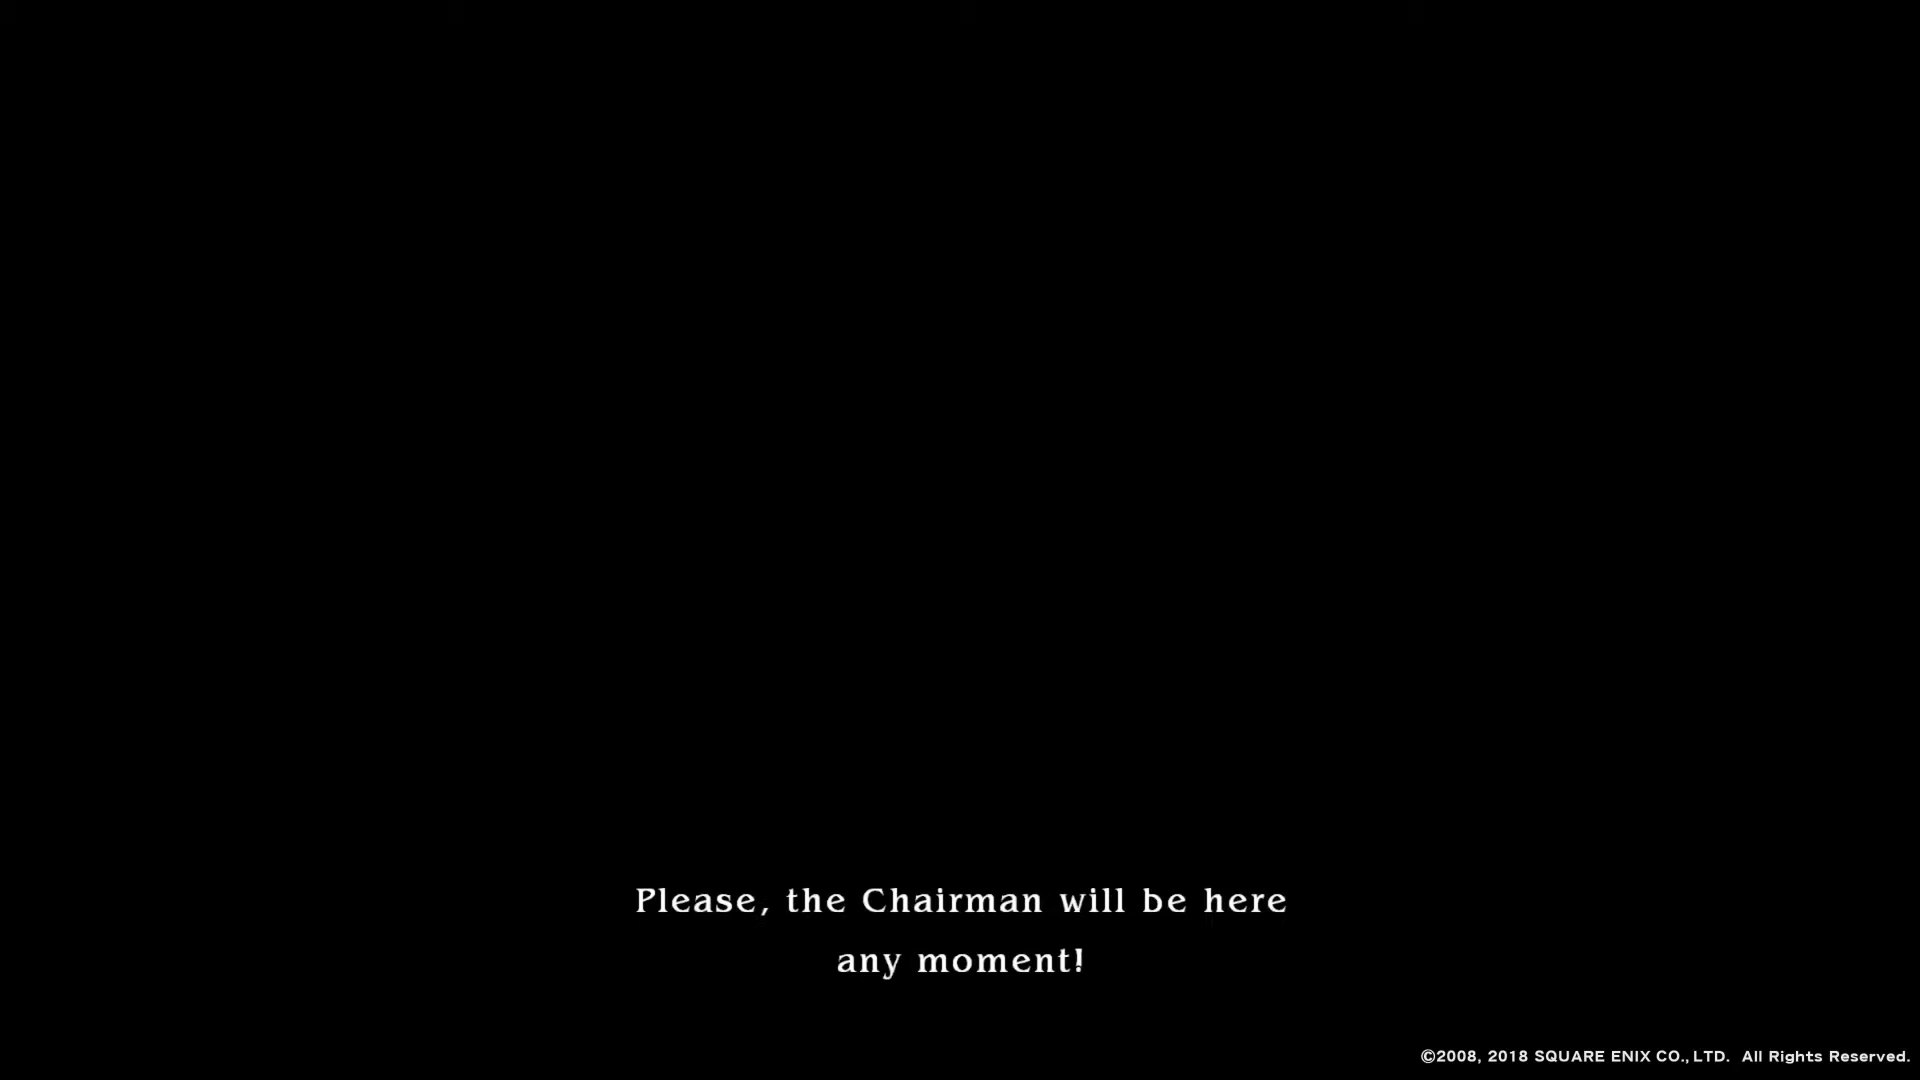 Please, the Chairman will be here
any moment!
©2008, 2018 SQUARE ENIX CO., LTD. All Rights Reserved.